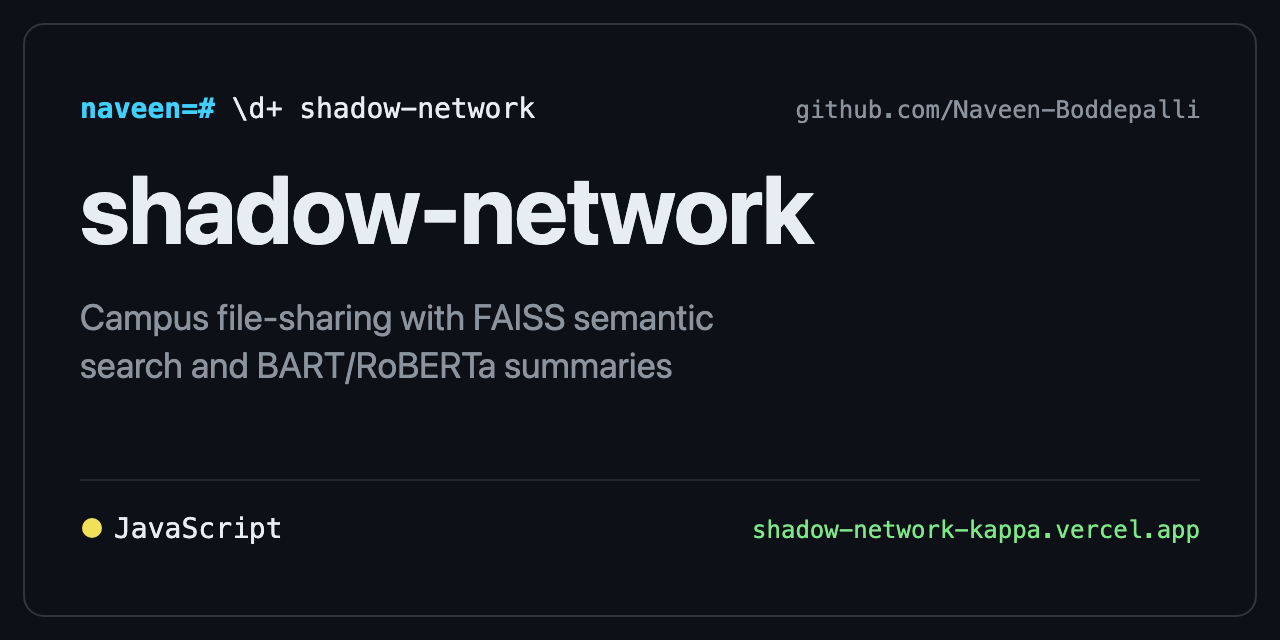 naveen=# \d+ shadow-network
github.com/Naveen-Boddepalli
shadow-network
Campus file-sharing with FAISS semantic
search and BART/RoBERTa summaries
JavaScript
shadow-network-kappa.vercel.app